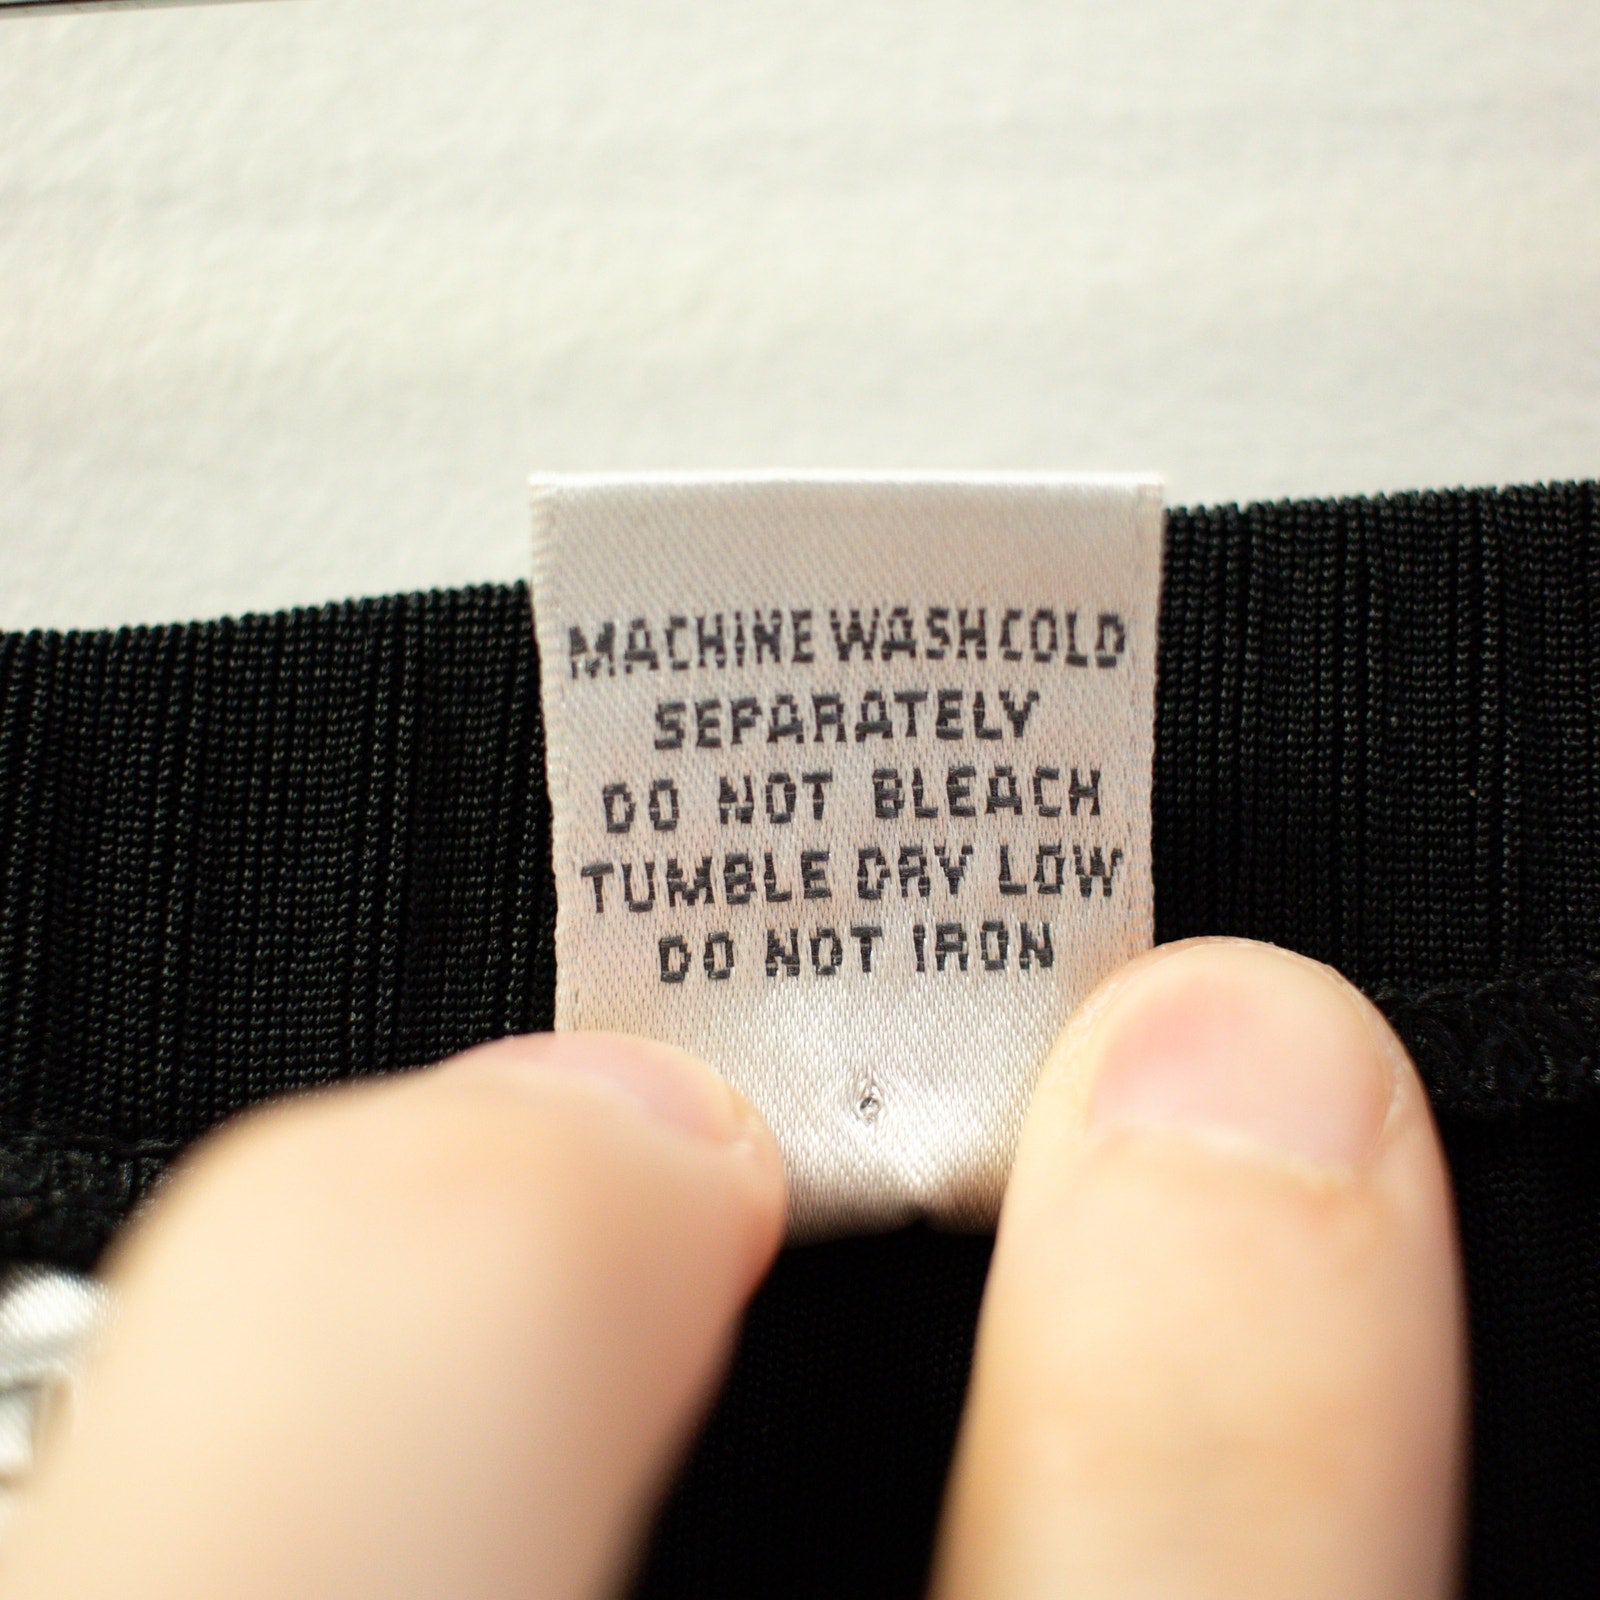 MACHINE WASH COLD
SEPARATELY
DO NOT BLEACH
TUMBLE DRY LOW
DO NOT IRON